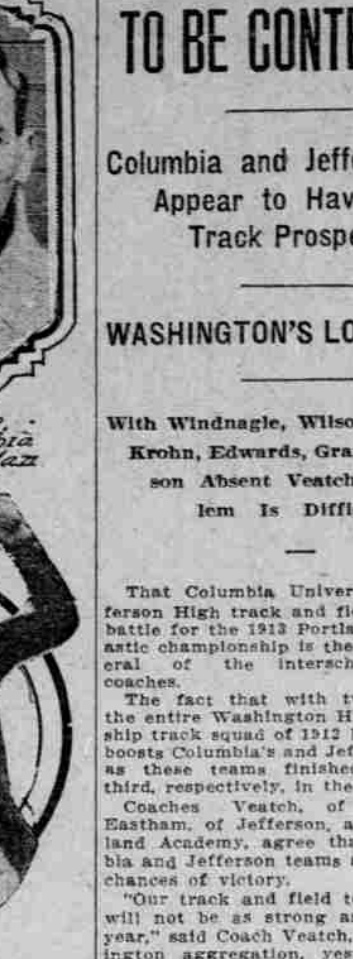 TO BE CONTE
Columbia and Jeffe
Appear to Hav
Track Prospe
WASHINGTON'S LO
With Windnagle, Wilso
Krohn, Edwards, Gra
son Absent Veatch
lem Is Diffi
bia
Man
That Columbia Univer
ferson High track and fie
battle for the 1913 Portla
astic championship is the
eral of the intersch
coaches.
The fact that with t
the entire Washington H
ship track squad of 1912
boosts Columbia's and Jef
as these teams finished
third, respectively, in the
Coaches Veatch, of
Eastham, of Jefferson, a
land Academy, agree tha
bia and Jefferson teams
chances of victory.
"Our track and field t
will not be as strong a
year," said Coach Veatch,
ington aggregation, yes